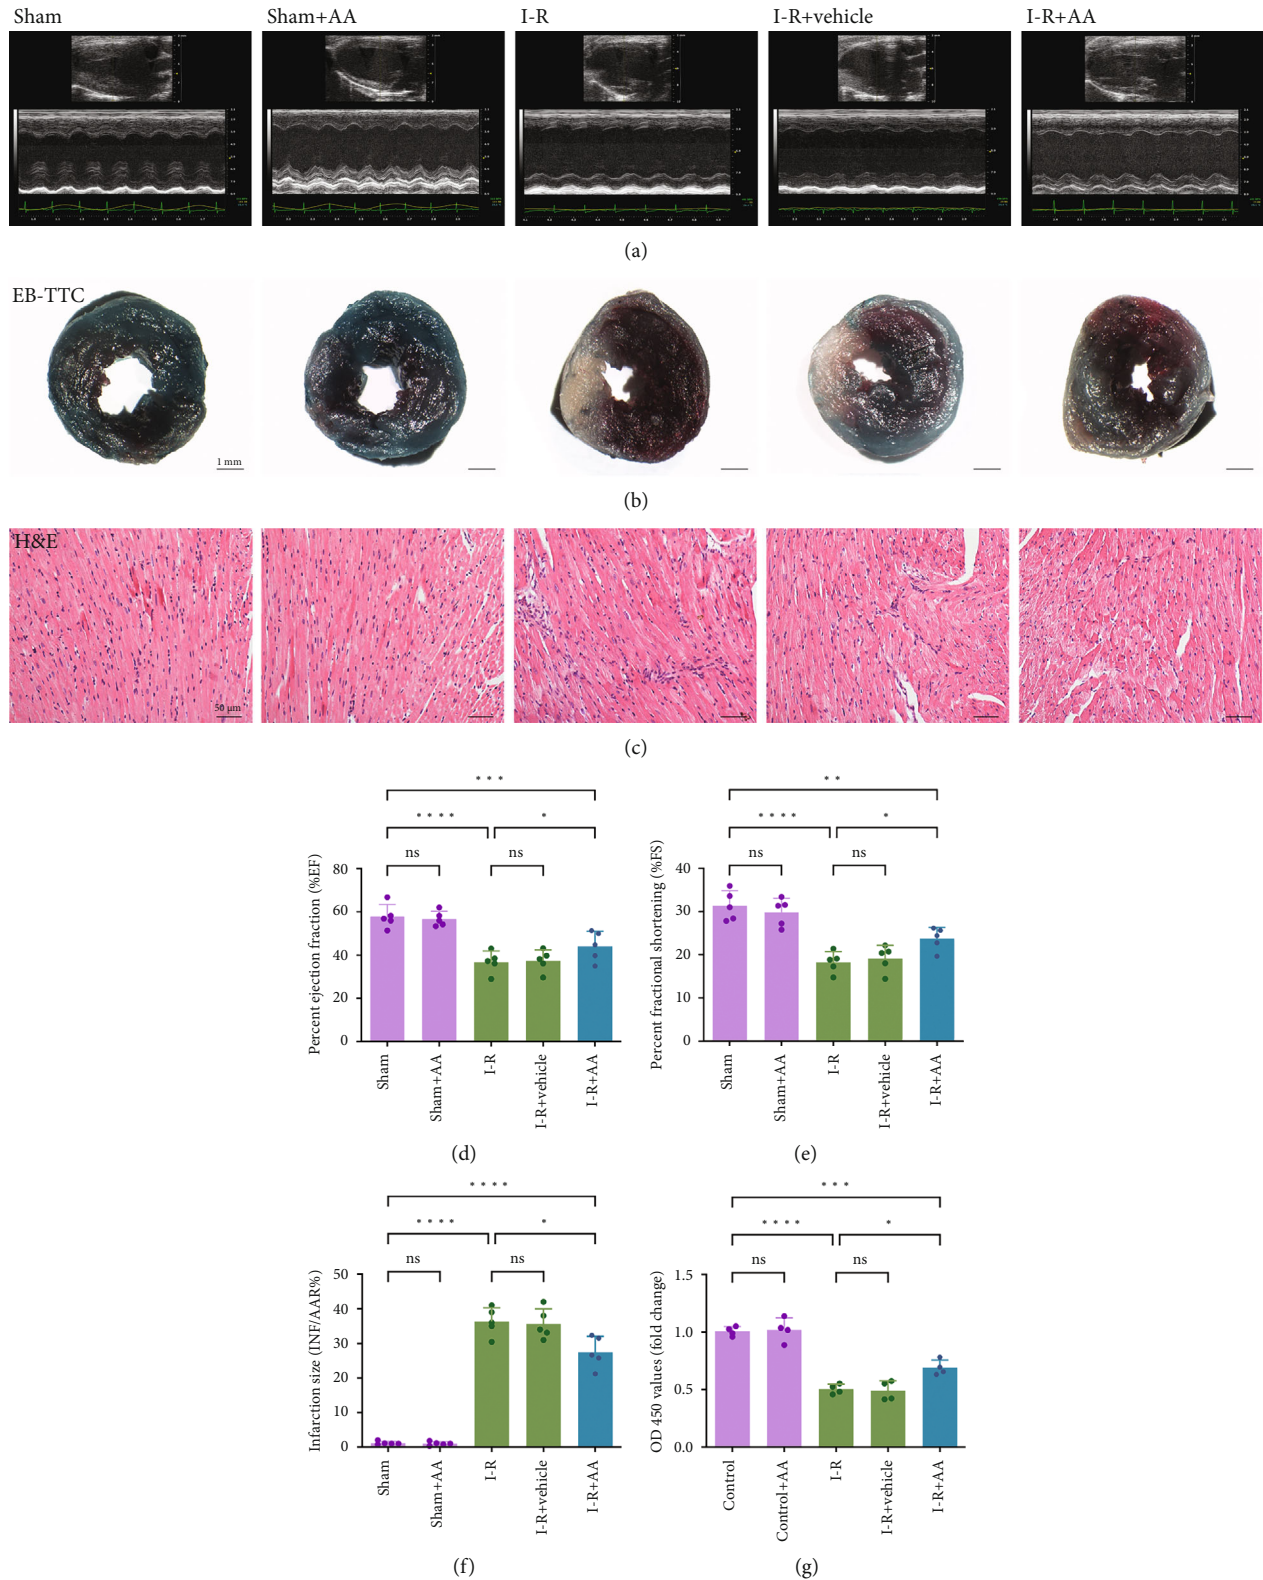 Sham Sham+AA I-R I-R+vehicle I-R+AA
(a)
EB-TTC
1 mm
(b)
H&E
50 μm
(c)
* * * * *
* * * * * * * * * *
ns ns ns ns
Percent ejection fraction (%EF)
80
60
40
20
0
Sham
Sham+AA
I-R
I-R+vehicle
I-R+AA
(d)
Percent fractional shortening (%FS)
40
30
20
10
0
Sham
Sham+AA
I-R
I-R+vehicle
I-R+AA
(e)
* * * *
* * * * *
ns ns
Infarction size (INF/AAR%)
50
40
30
20
10
0
Sham
Sham+AA
I-R
I-R+vehicle
I-R+AA
(f)
* * *
* * * * *
ns ns
OD 450 values (fold change)
1.5
1.0
0.5
0.0
Control
Control+AA
I-R
I-R+vehicle
I-R+AA
(g)